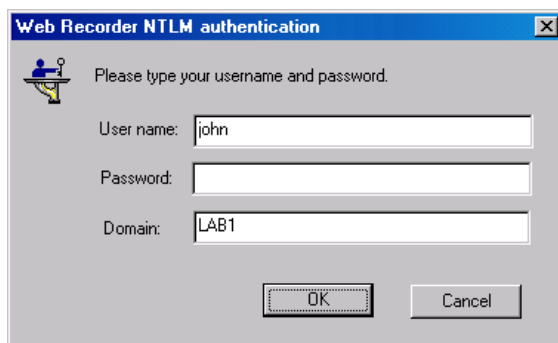 Web Recorder NTLM authentication
Please type your username and password.
User name: john
Password:
Domain: LAB1
OK Cancel